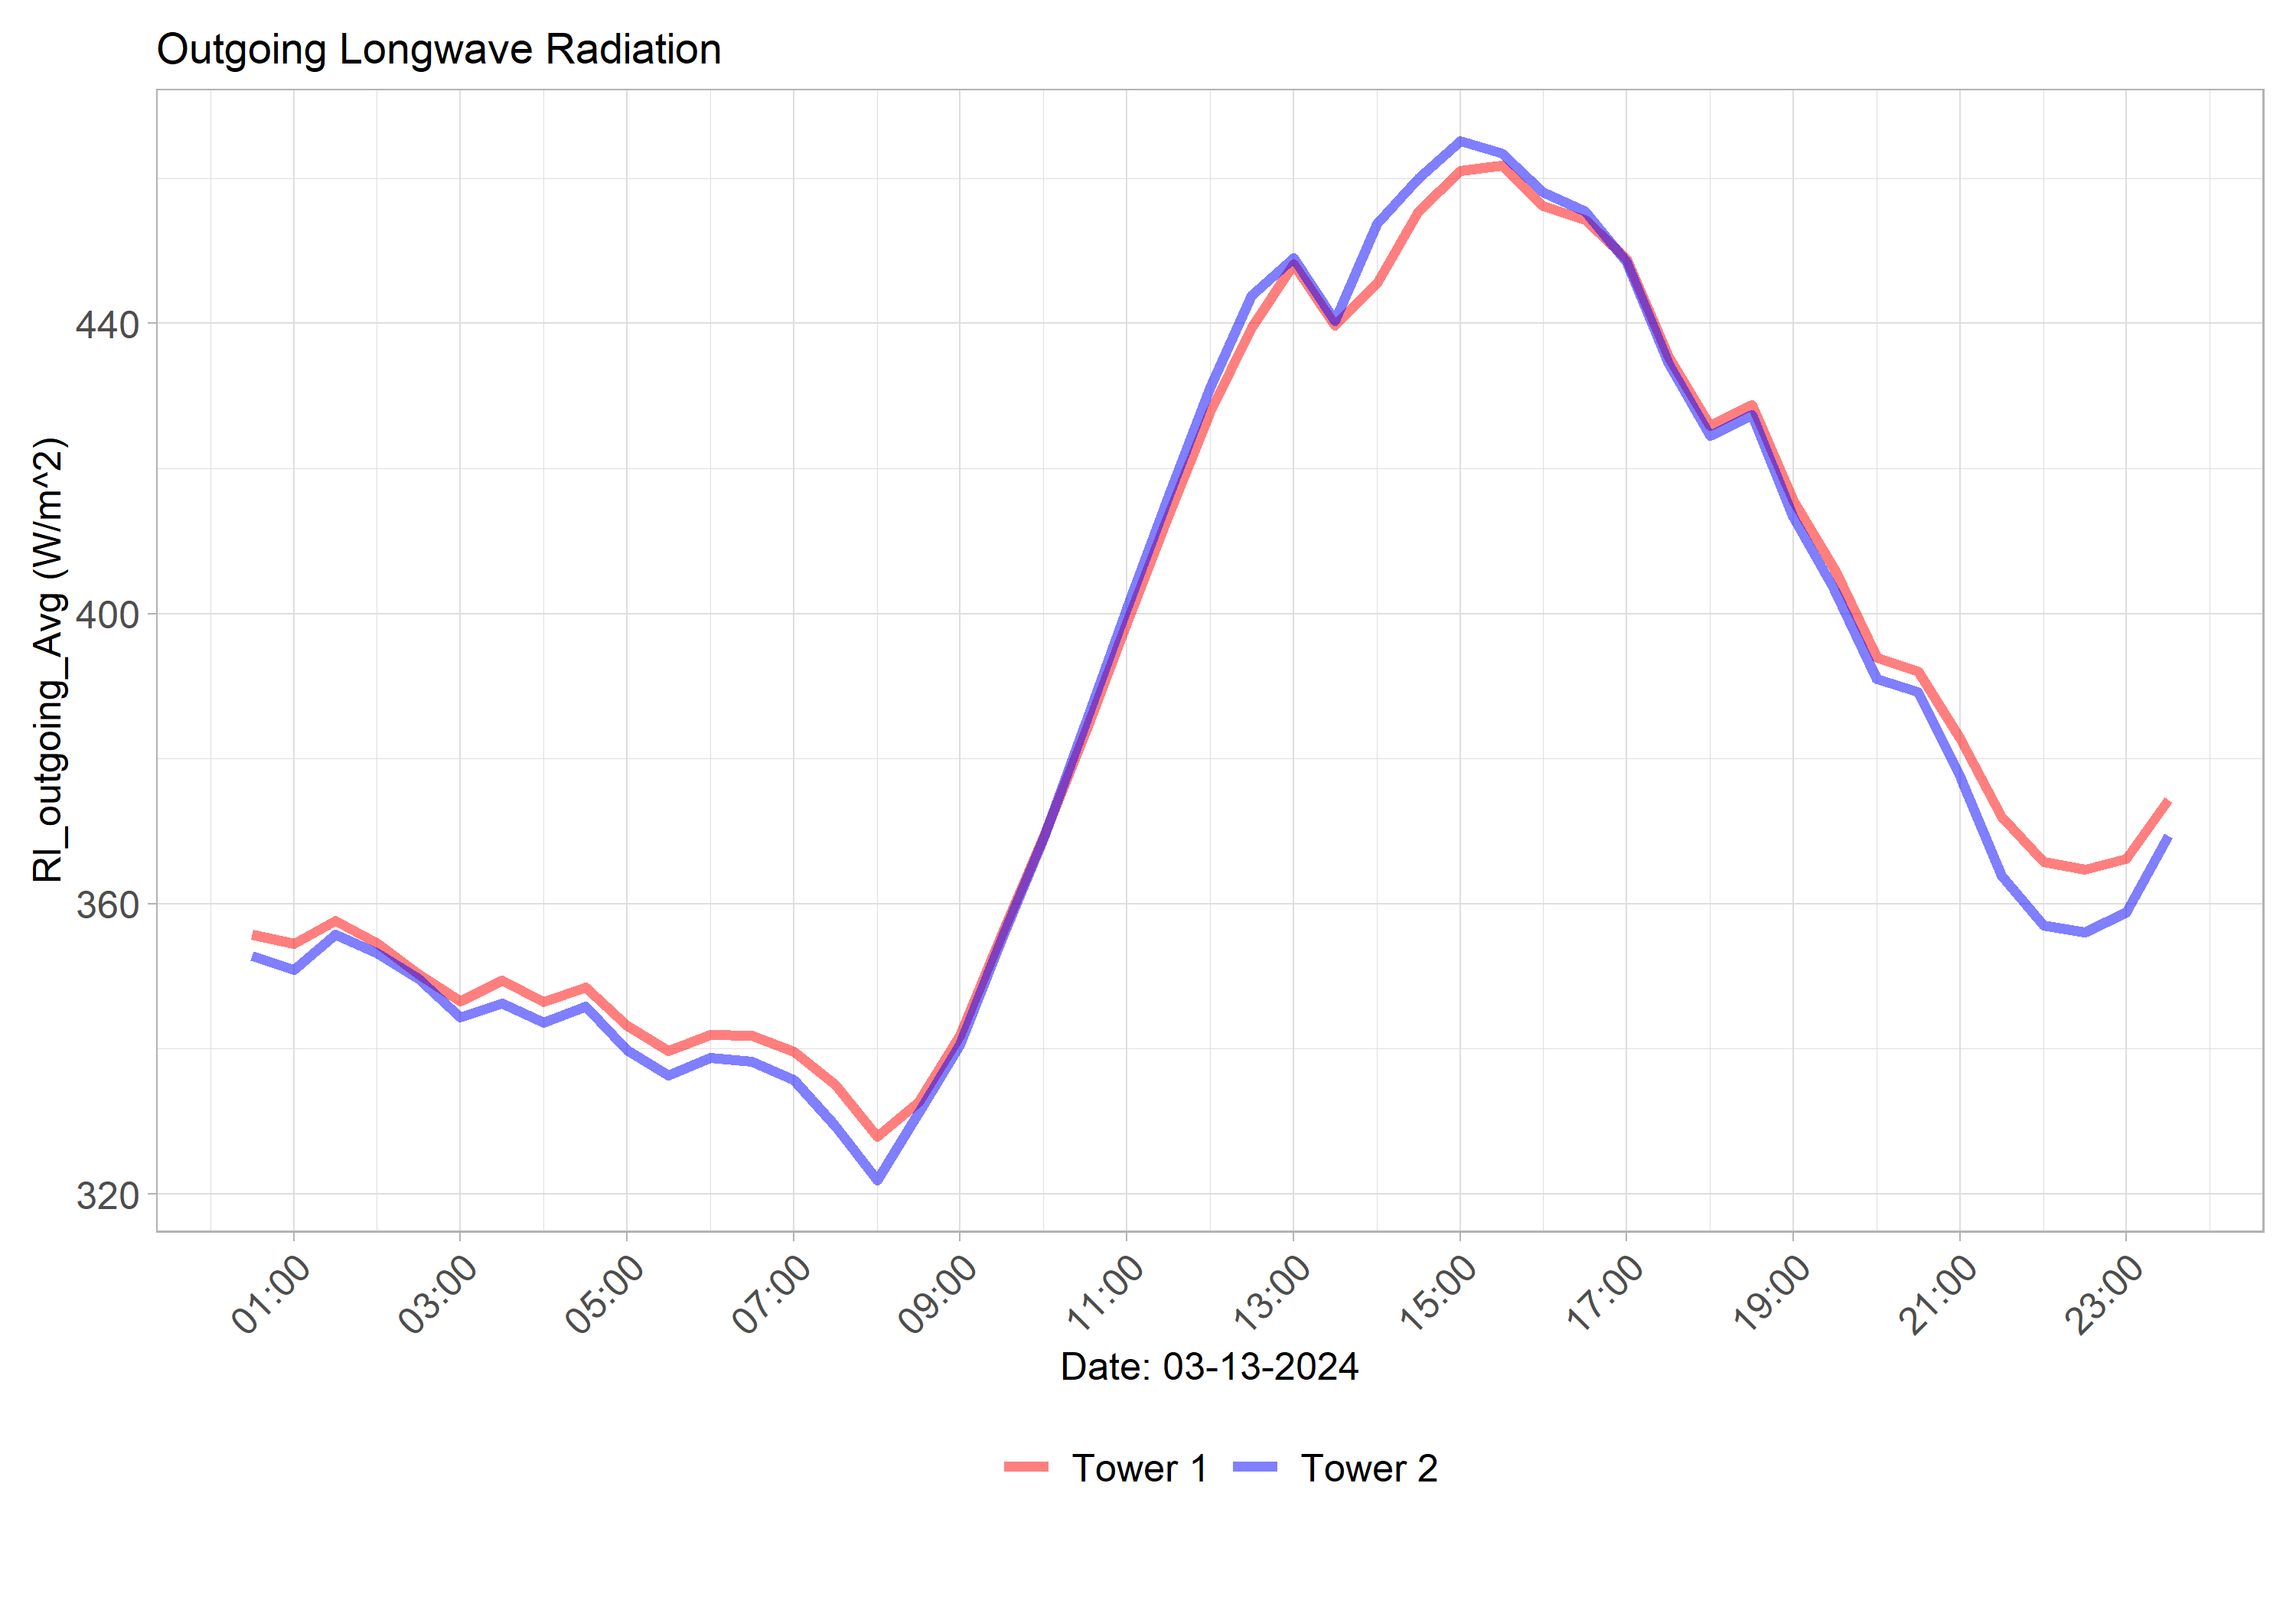 Outgoing Longwave Radiation
Rl_outgoing_Avg (W/m^2)
440
400
360
320
01:00 03:00 05:00 07:00 09:00 11:00 13:00 15:00 17:00 19:00 21:00 23:00
Date: 03-13-2024
Tower 1 Tower 2